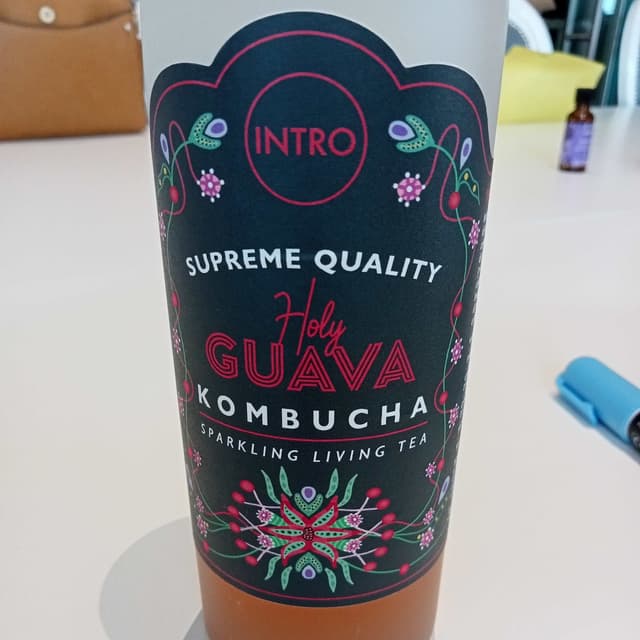 INTRO
SUPREME QUALITY
Holy
GUAVA
KOMBUCHA
SPARKLING LIVING TEA